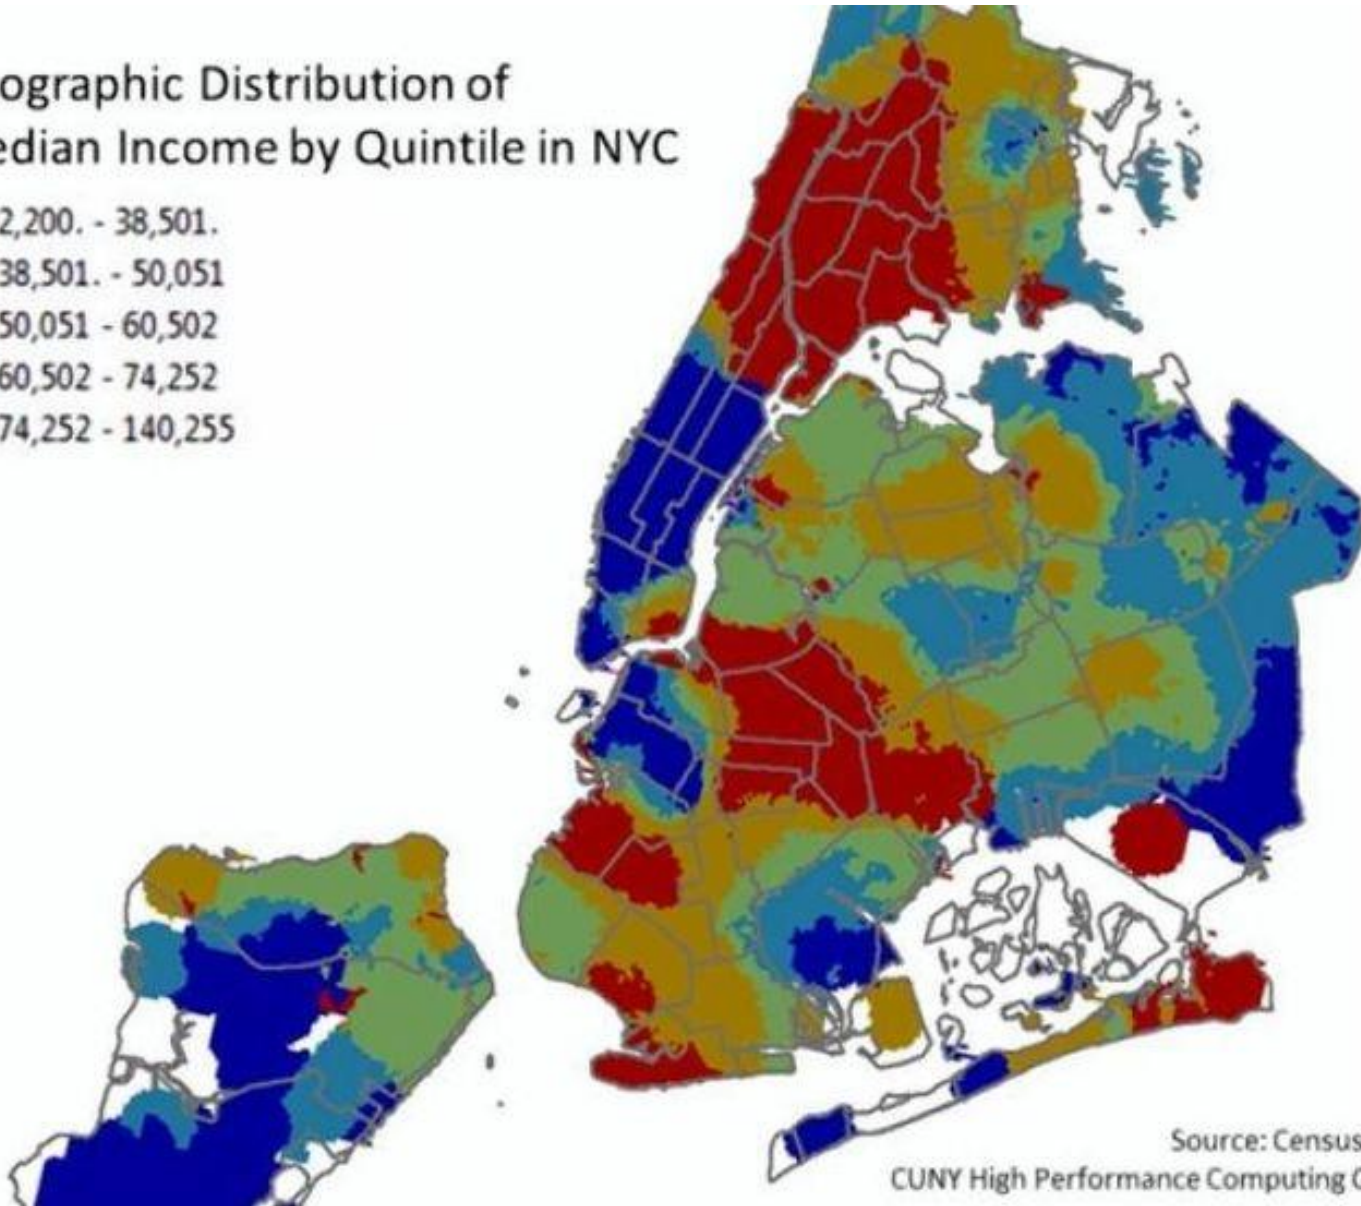 ographic Distribution of
edian Income by Quintile in NYC
2,200. - 38,501.
38,501. - 50,051
50,051 - 60,502
60,502 - 74,252
74,252 - 140,255
Source: Census
CUNY High Performance Computing C